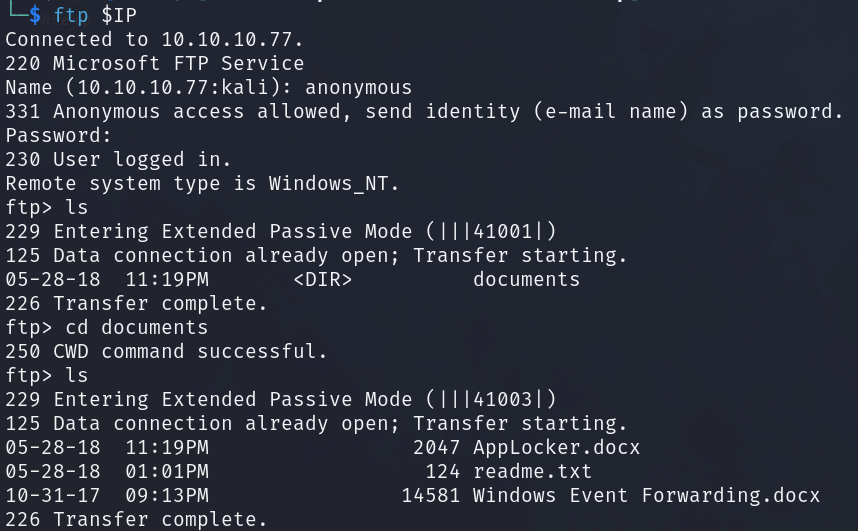 └─$ ftp $IP
Connected to 10.10.10.77.
220 Microsoft FTP Service
Name (10.10.10.77:kali): anonymous
331 Anonymous access allowed, send identity (e-mail name) as password.
Password:
230 User logged in.
Remote system type is Windows_NT.
ftp> ls
229 Entering Extended Passive Mode (|||41001|)
125 Data connection already open; Transfer starting.
05-28-18  11:19PM       <DIR>          documents
226 Transfer complete.
ftp> cd documents
250 CWD command successful.
ftp> ls
229 Entering Extended Passive Mode (|||41003|)
125 Data connection already open; Transfer starting.
05-28-18  11:19PM                 2047 AppLocker.docx
05-28-18  01:01PM                  124 readme.txt
10-31-17  09:13PM                14581 Windows Event Forwarding.docx
226 Transfer complete.